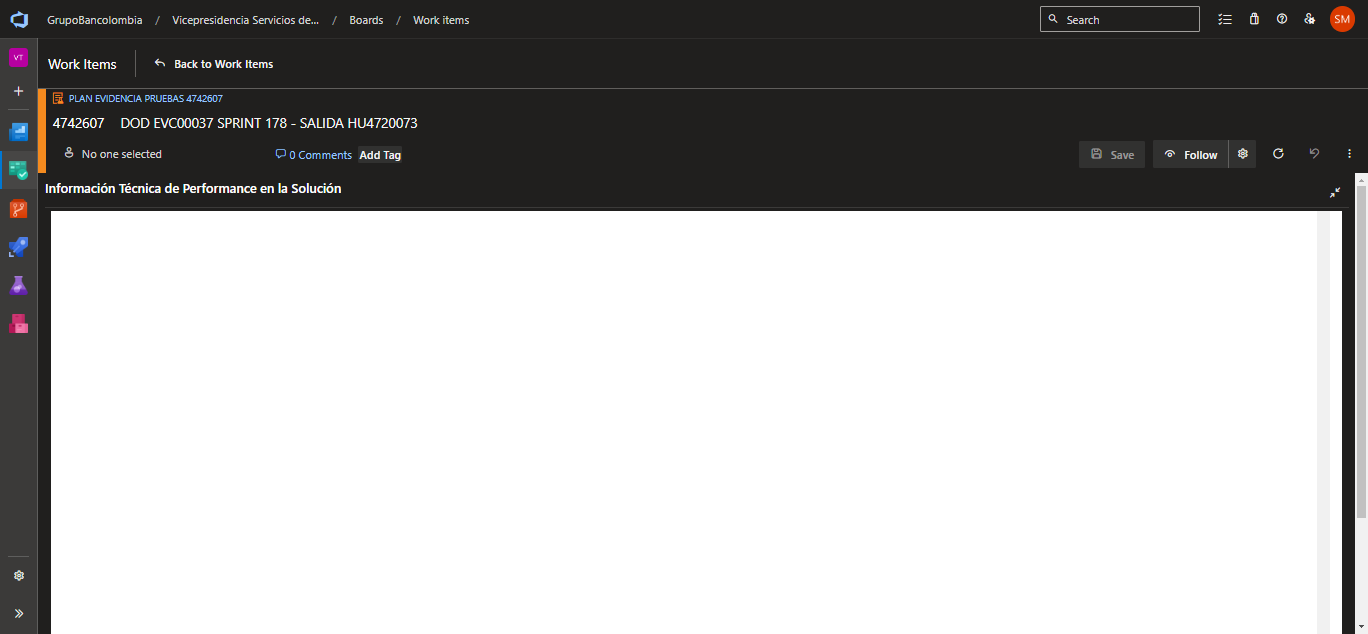 GrupoBancolombia / Vicepresidencia Servicios de... / Boards / Work items
Search
SM
VT
Work Items
Back to Work Items
PLAN EVIDENCIA PRUEBAS 4742607
4742607 DOD EVC00037 SPRINT 178 - SALIDA HU4720073
No one selected
0 Comments
Add Tag
Save
Follow
Información Técnica de Performance en la Solución